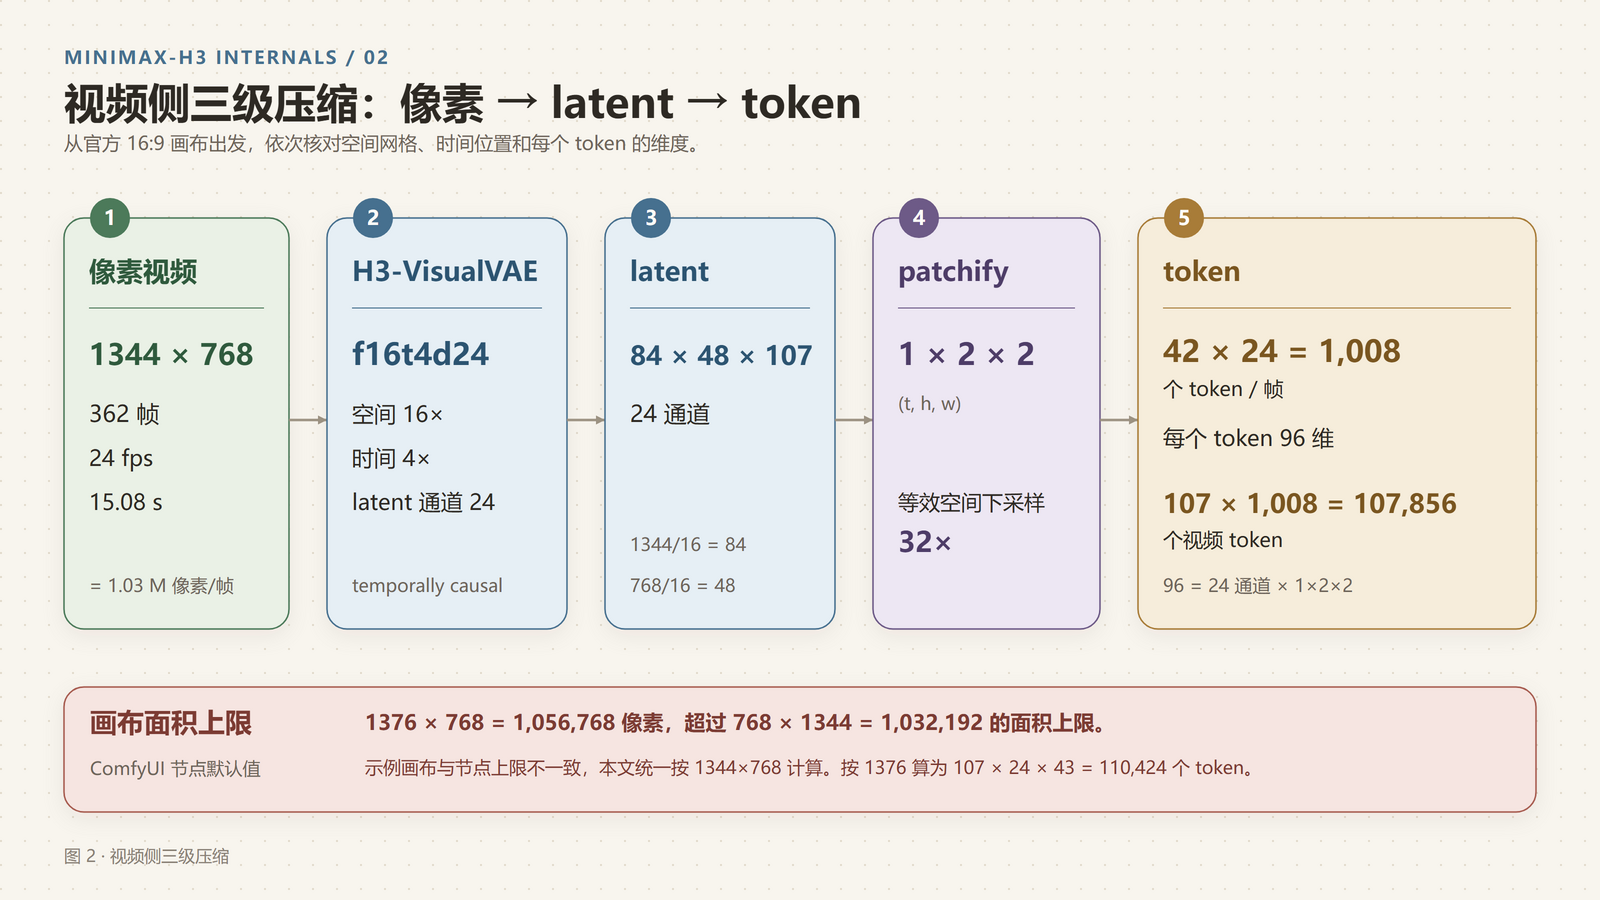 MINIMAX-H3 INTERNALS / 02
视频侧三级压缩：像素 → latent → token
从官方 16:9 画布出发，依次核对空间网格、时间位置和每个 token 的维度。
1
像素视频
1344 × 768
362 帧
24 fps
15.08 s
= 1.03 M 像素/帧
2
H3-VisualVAE
f16t4d24
空间 16×
时间 4×
latent 通道 24
temporally causal
3
latent
84 × 48 × 107
24 通道
1344/16 = 84
768/16 = 48
4
patchify
1 × 2 × 2
(t, h, w)
等效空间下采样
32×
5
token
42 × 24 = 1,008
个 token / 帧
每个 token 96 维
107 × 1,008 = 107,856
个视频 token
96 = 24 通道 × 1×2×2
画布面积上限
ComfyUI 节点默认值
1376 × 768 = 1,056,768 像素，超过 768 × 1344 = 1,032,192 的面积上限。
示例画布与节点上限不一致，本文统一按 1344×768 计算。按 1376 算为 107 × 24 × 43 = 110,424 个 token。
图 2 · 视频侧三级压缩